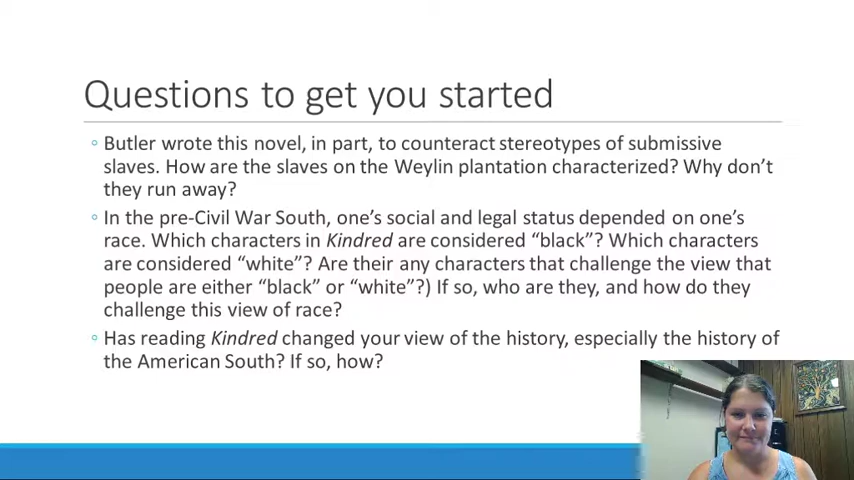 Questions to get you started
◦ Butler wrote this novel, in part, to counteract stereotypes of submissive
slaves. How are the slaves on the Weylin plantation characterized? Why don’t
they run away?
◦ In the pre-Civil War South, one’s social and legal status depended on one’s
race. Which characters in Kindred are considered “black”? Which characters
are considered “white”? Are their any characters that challenge the view that
people are either “black” or “white”?) If so, who are they, and how do they
challenge this view of race?
◦ Has reading Kindred changed your view of the history, especially the history of
the American South? If so, how?